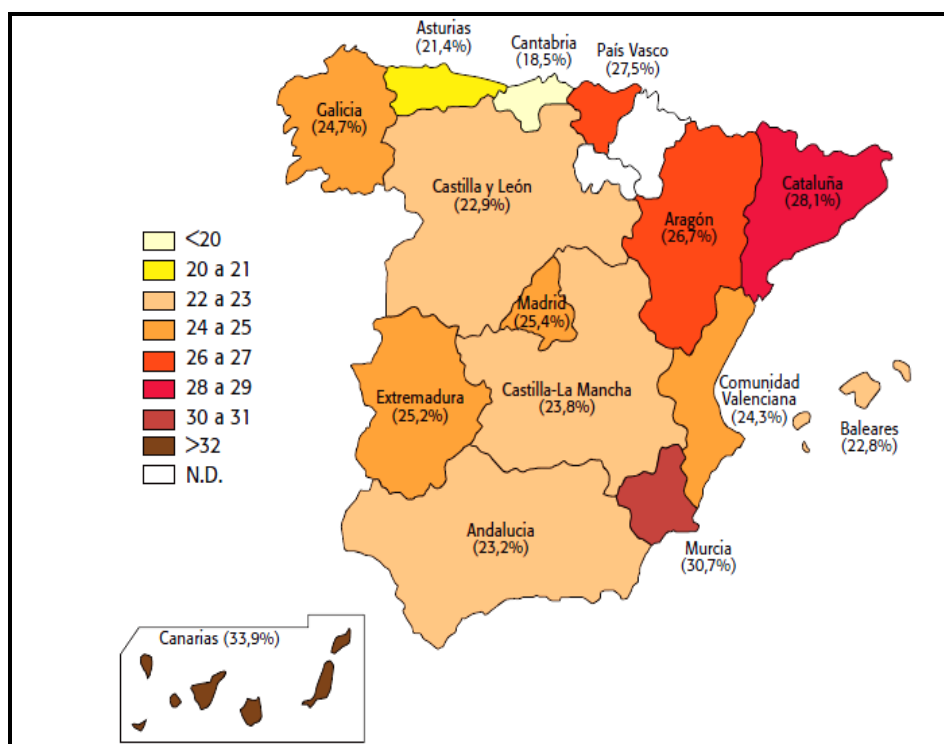 Asturias
(21,4%)
Cantabria
(18,5%)
País Vasco
(27,5%)
Galicia
(24,7%)
Castilla y León
(22,9%)
Cataluña
(28,1%)
Aragón
(26,7%)
<20
20 a 21
22 a 23
24 a 25
26 a 27
28 a 29
30 a 31
>32
N.D.
Madrid
(25,4%)
Extremadura
(25,2%)
Castilla-La Mancha
(23,8%)
Comunidad
Valenciana
(24,3%)
Baleares
(22,8%)
Andalucia
(23,2%)
Murcia
(30,7%)
Canarias (33,9%)